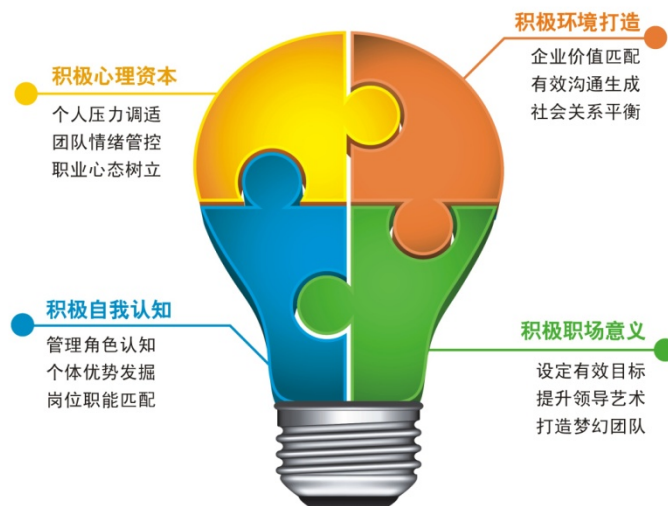 积极心理资本
个人压力调适
团队情绪管控
职业心态树立
积极环境打造
企业价值匹配
有效沟通生成
社会关系平衡
积极自我认知
管理角色认知
个体优势发掘
岗位职能匹配
积极职场意义
设定有效目标
提升领导艺术
打造梦幻团队